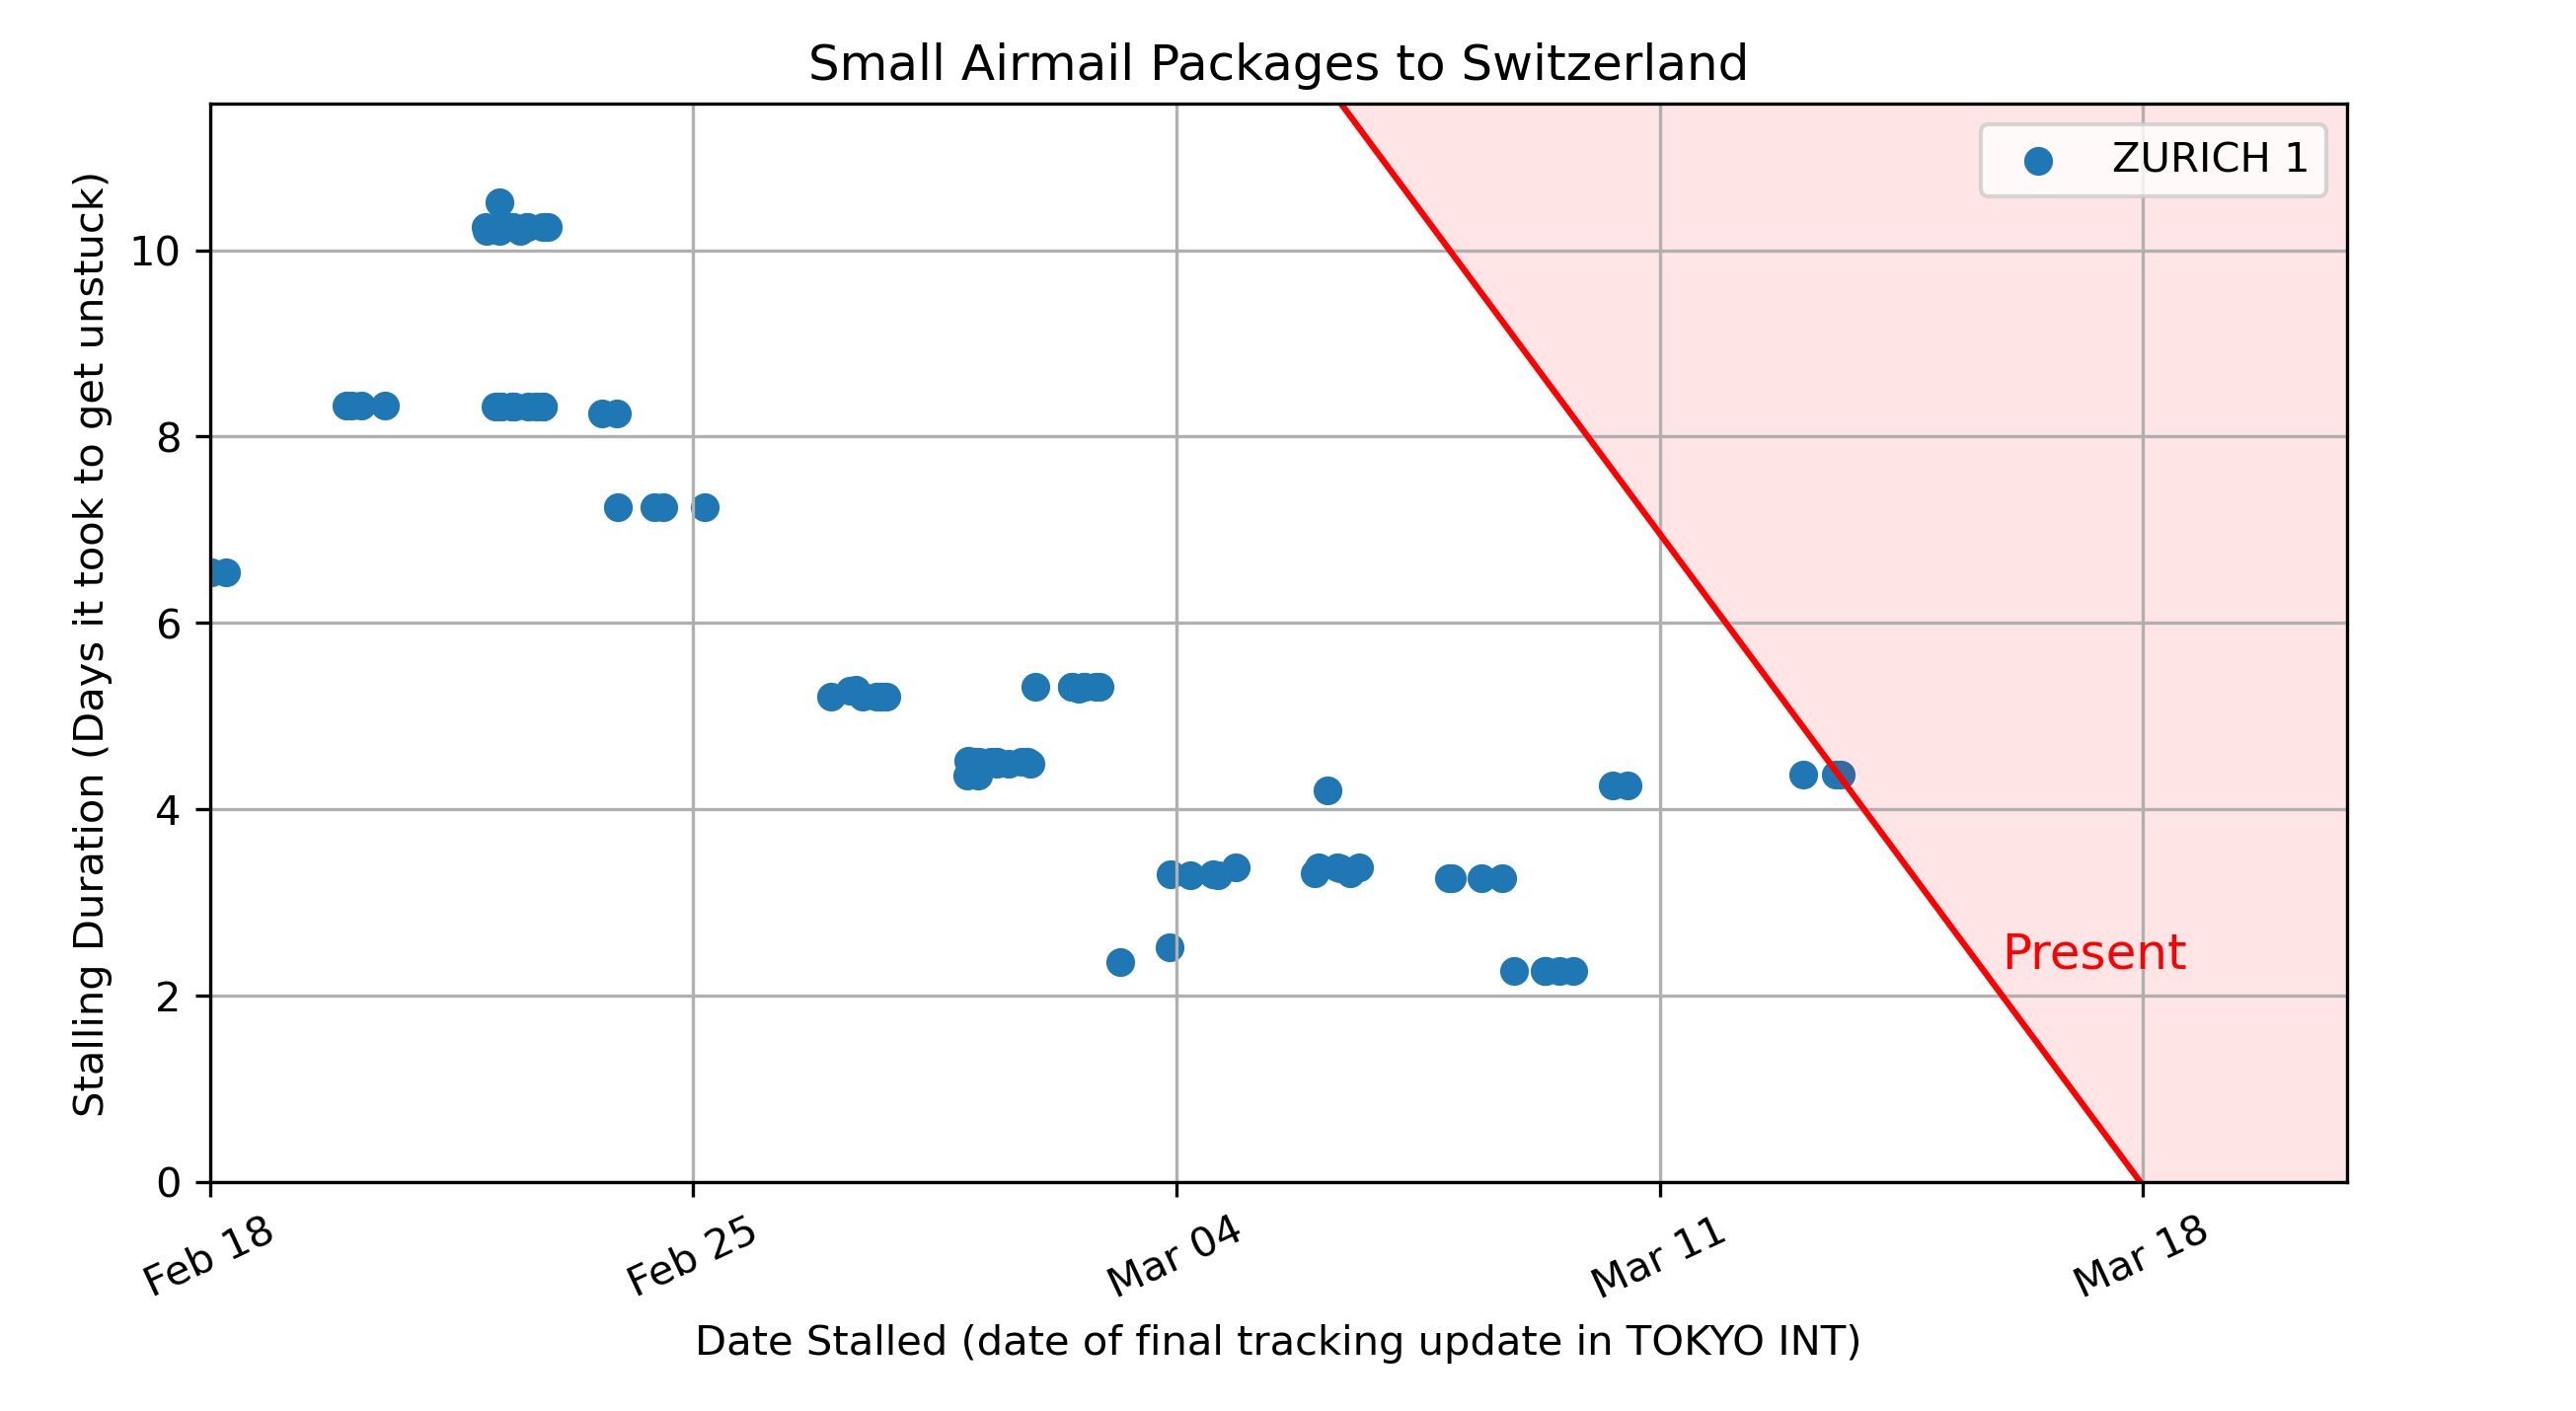 Small Airmail Packages to Switzerland
ZURICH 1
Stalling Duration (Days it took to get unstuck)
10
8
6
4
2
0
Present
Feb 18
Feb 25
Mar 04
Mar 11
Mar 18
Date Stalled (date of final tracking update in TOKYO INT)